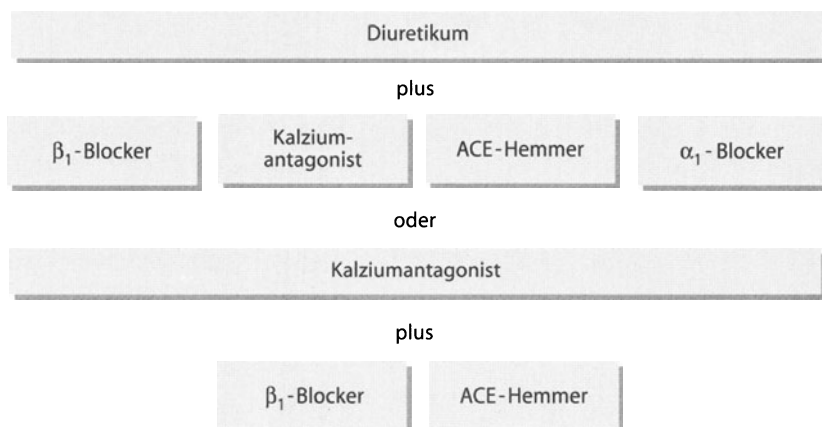 Diuretikum
plus
β₁-Blocker
Kalzium-
antagonist
ACE-Hemmer
α₁-Blocker
oder
Kalziumantagonist
plus
β₁-Blocker
ACE-Hemmer